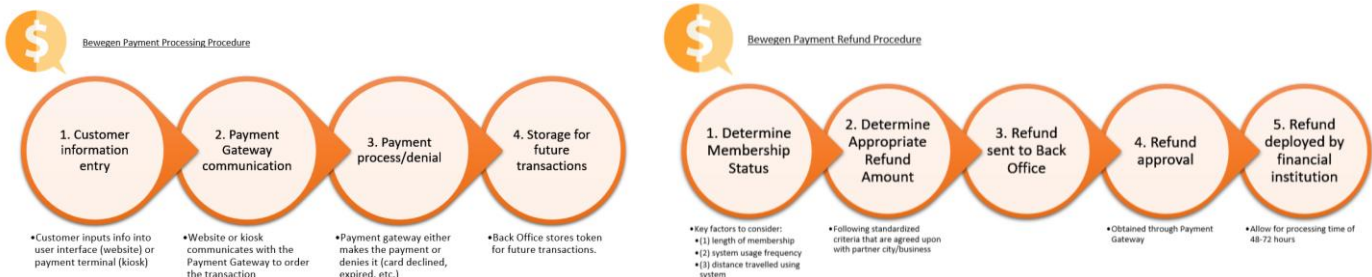 $
Bewegen Payment Processing Procedure
1. Customer
information
entry
2. Payment
Gateway
communication
3. Payment
process/denial
4. Storage for
future
transactions
•Customer inputs info into
user interface (website) or
payment terminal (kiosk)
•Website or kiosk
communicates with the
Payment Gateway to order
the transaction
•Payment gateway either
makes the payment or
denies it (card declined,
expired, etc.)
•Back Office stores token
for future transactions.
$
Bewegen Payment Refund Procedure
1. Determine
Membership
Status
2. Determine
Appropriate
Refund
Amount
3. Refund
sent to Back
Office
4. Refund
approval
5. Refund
deployed by
financial
institution
•Key factors to consider:
•(1) length of membership
•(2) system usage frequency
•(3) distance travelled using
system
•Following standardized
criteria that are agreed upon
with partner city/business
•Obtained through Payment
Gateway
•Allow for processing time of
48-72 hours